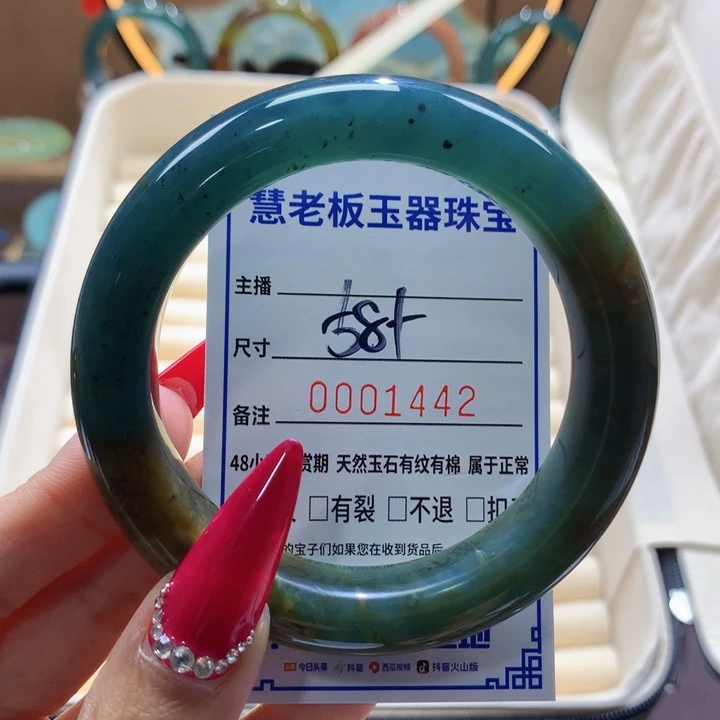 慧老板玉器珠宝
主播
尺寸 58+
备注 0001442
48小 赏期 天然玉石有纹有棉 属于正常
□有裂 □不退 □扣
的宝子们如果您在收到货品后
今日头条 抖音 西瓜视频 抖音火山版